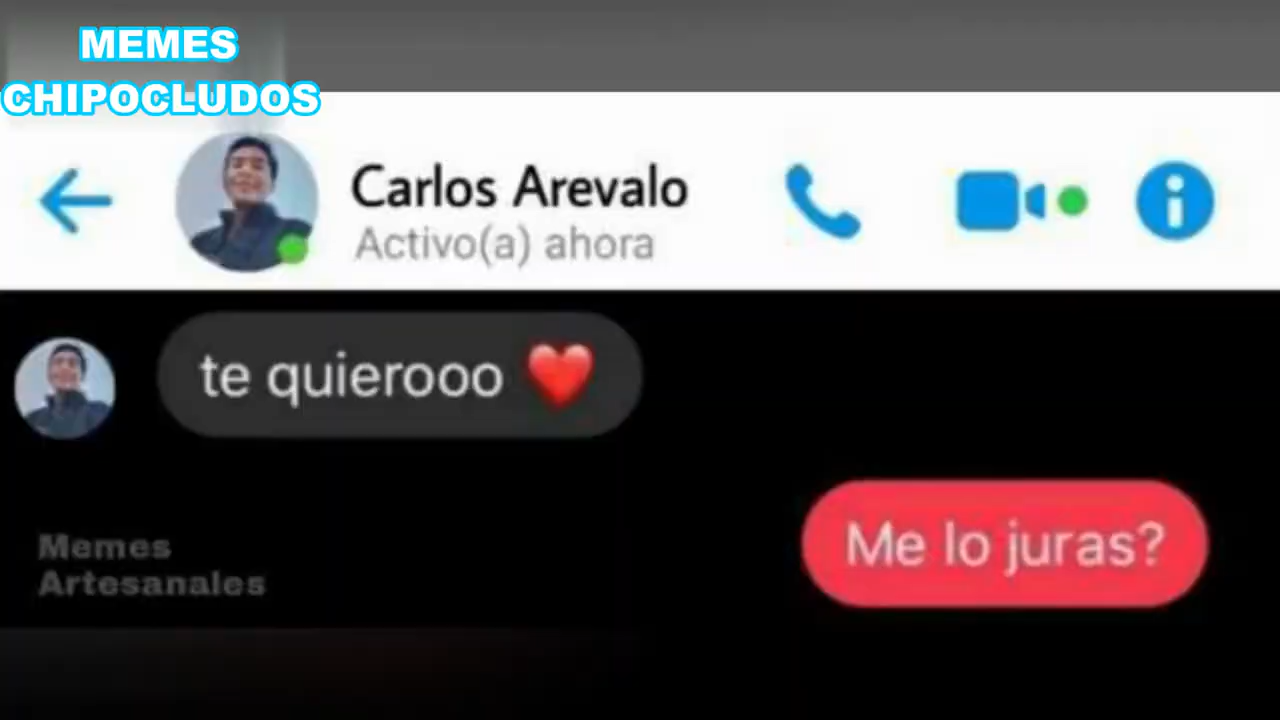 MEMES
CHIPOCLUDOS
Carlos Arevalo
Activo(a) ahora
te quierooo ❤️
Me lo juras?
Memes
Artesanales